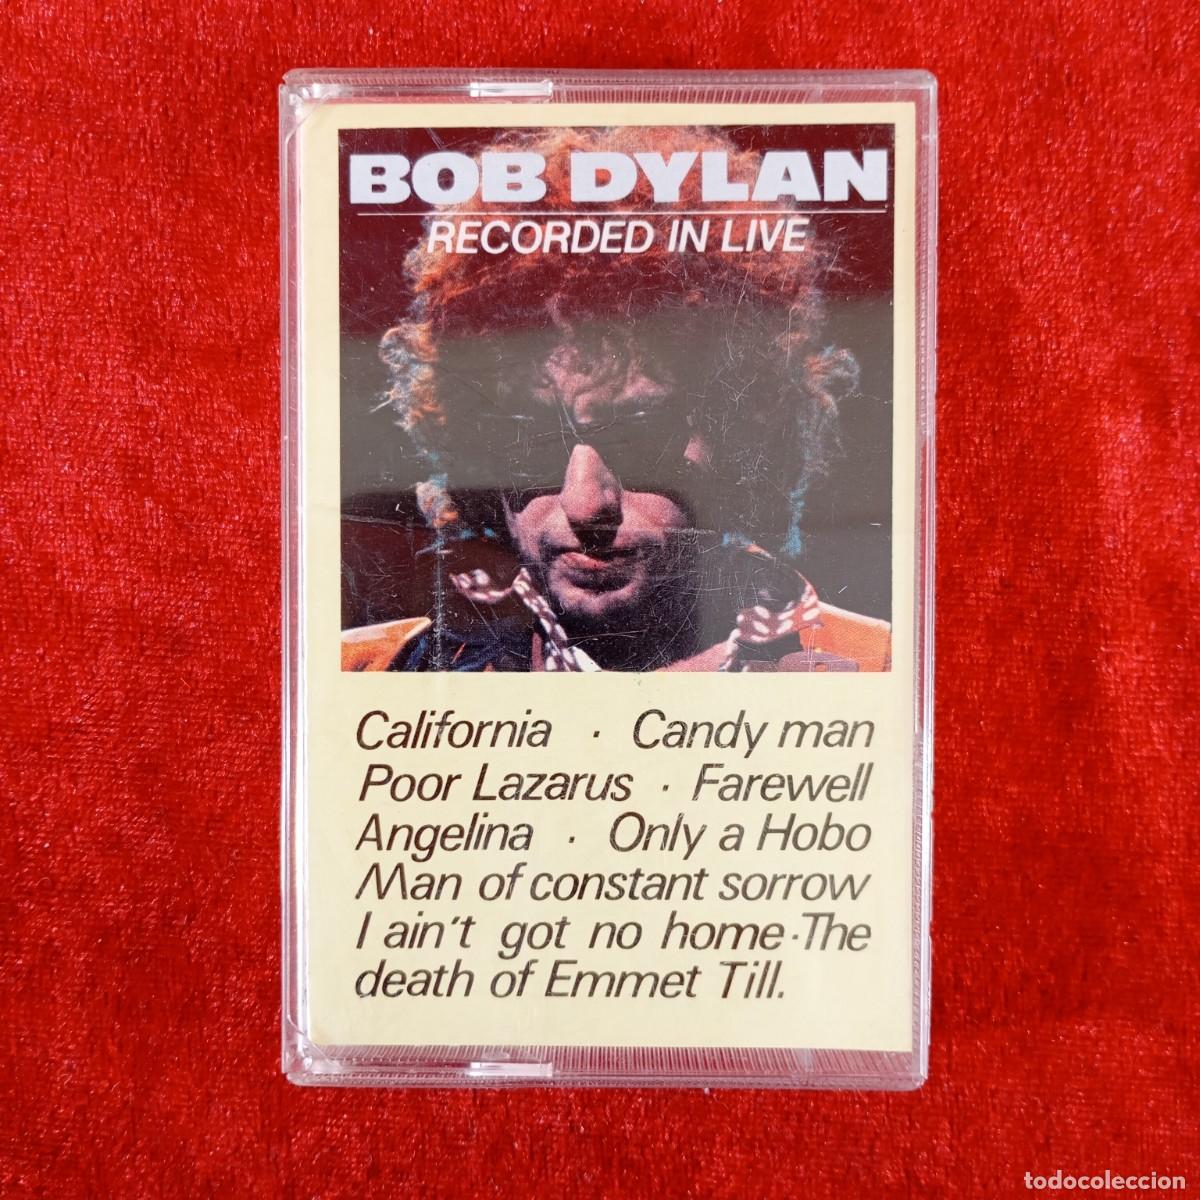 BOB DYLAN
RECORDED IN LIVE
California · Candy man
Poor Lazarus · Farewell
Angelina · Only a Hobo
Man of constant sorrow
I ain't got no home·The
death of Emmet Till.
todocoleccion